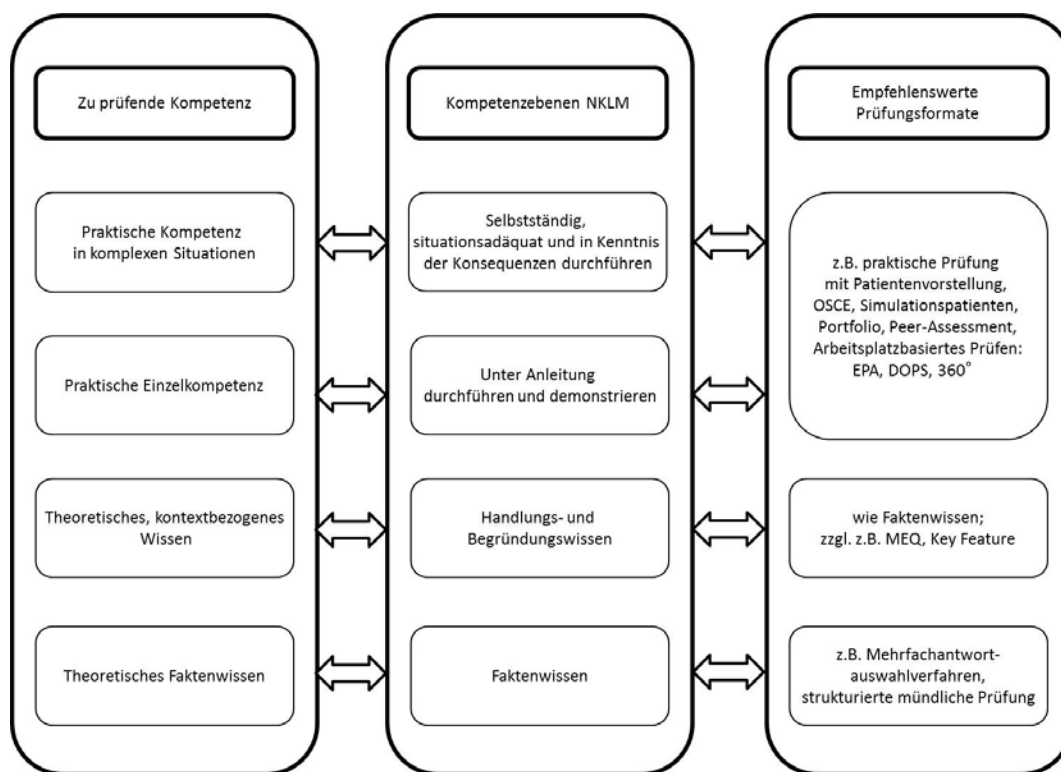 Zu prüfende Kompetenz
Kompetenzebenen NKLM
Empfehlenswerte
Prüfungsformate
Praktische Kompetenz
in komplexen Situationen
Selbstständig,
situationsadäquat und in Kenntnis
der Konsequenzen durchführen
z.B. praktische Prüfung
mit Patientenvorstellung,
OSCE, Simulationspatienten,
Portfolio, Peer-Assessment,
Arbeitsplatzbasiertes Prüfen:
EPA, DOPS, 360°
Praktische Einzelkompetenz
Unter Anleitung
durchführen und demonstrieren
Theoretisches, kontextbezogenes
Wissen
Handlungs- und
Begründungswissen
wie Faktenwissen;
zzgl. z.B. MEQ, Key Feature
Theoretisches Faktenwissen
Faktenwissen
z.B. Mehrfachantwort-
auswahlverfahren,
strukturierte mündliche Prüfung